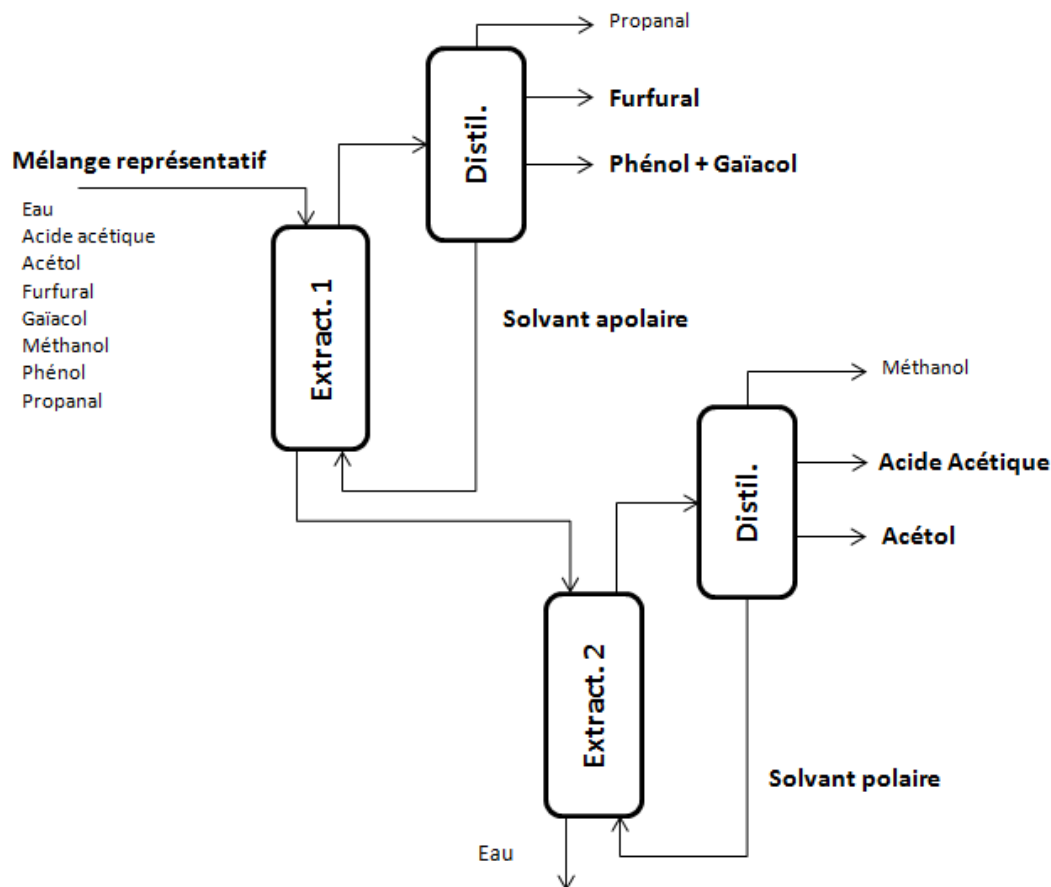 Propanal
Furfural
Distil.
Phénol + Gaïacol
Mélange représentatif
Eau
Acide acétique
Acétol
Furfural
Gaïacol
Méthanol
Phénol
Propanal
Extract. 1
Solvant apolaire
Méthanol
Acide Acétique
Distil.
Acétol
Extract. 2
Solvant polaire
Eau